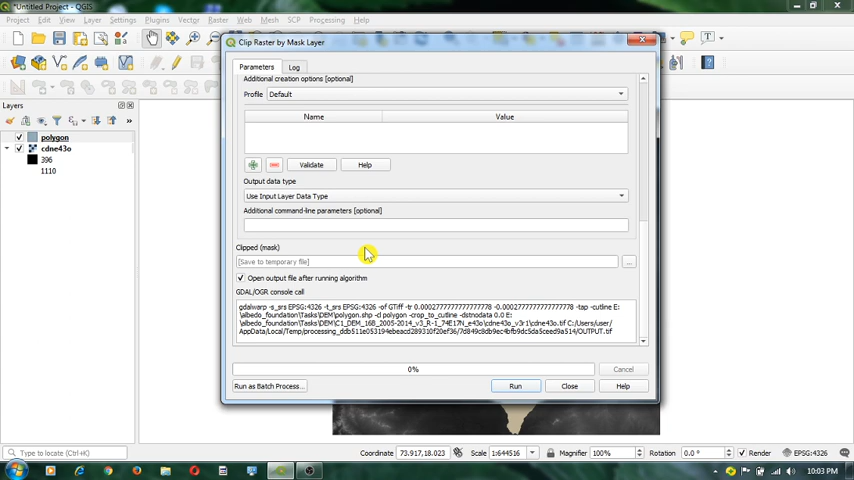 *Untitled Project - QGIS
Project Edit View Layer Settings Plugins Vector Raster Web Mesh SCP Processing Help
Clip Raster by Mask Layer
Parameters Log
Additional creation options [optional]
Profile Default
Name Value
Validate Help
Output data type
Use Input Layer Data Type
Additional command-line parameters [optional]
Clipped (mask)
[Save to temporary file]
...
Open output file after running algorithm
GDAL/OGR console call
gdalwarp -s_srs EPSG:4326 -t_srs EPSG:4326 -of GTiff -tr 0.0002777777777777778 -0.0002777777777777778 -tap -cutline E:
\albedo_foundation\Tasks\DEM\polygon.shp -cl polygon -crop_to_cutline -dstnodata 0.0 E:
\albedo_foundation\Tasks\DEM\C1_DEM_16B_2005-2014_v3_R-1_74E17N_e43o\cdne43o_v3r1\cdne43o.tif C:/Users/user/
AppData/Local/Temp/processing_ddb511e053194ebeacd289310f20ef36/7d849c8db9ec4bfb9dc5da5ceed9a514/OUTPUT.tif
0% Cancel
Run as Batch Process... Run Close Help
Layers
polygon
cdne43o
396
1110
Type to locate (Ctrl+K) Coordinate 73.917,18.023 Scale 1:644516 Magnifier 100% Rotation 0.0 ° Render EPSG:4326
10:03 PM